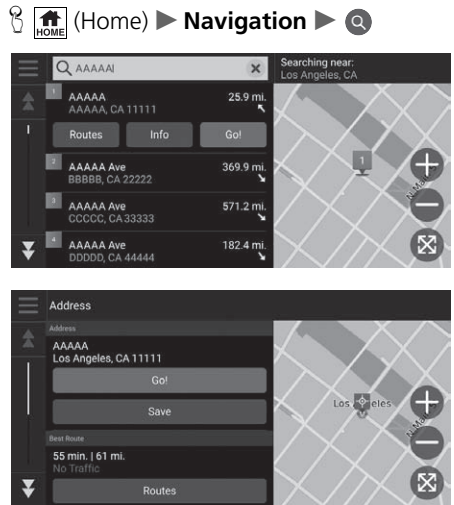 HOME (Home) ▶ Navigation ▶
AAAAA
Searching near:
Los Angeles, CA
1
AAAAA
25.9 mi.
AAAAA, CA 11111
Routes
Info
Go!
2
AAAAA Ave
369.9 mi.
BBBBB, CA 22222
3
AAAAA Ave
571.2 mi.
CCCCC, CA 33333
4
AAAAA Ave
182.4 mi.
DDDDD, CA 44444
1
Address
Address
AAAAA
Los Angeles, CA 11111
Go!
Save
Best Route
55 min. | 61 mi.
No Traffic
Routes